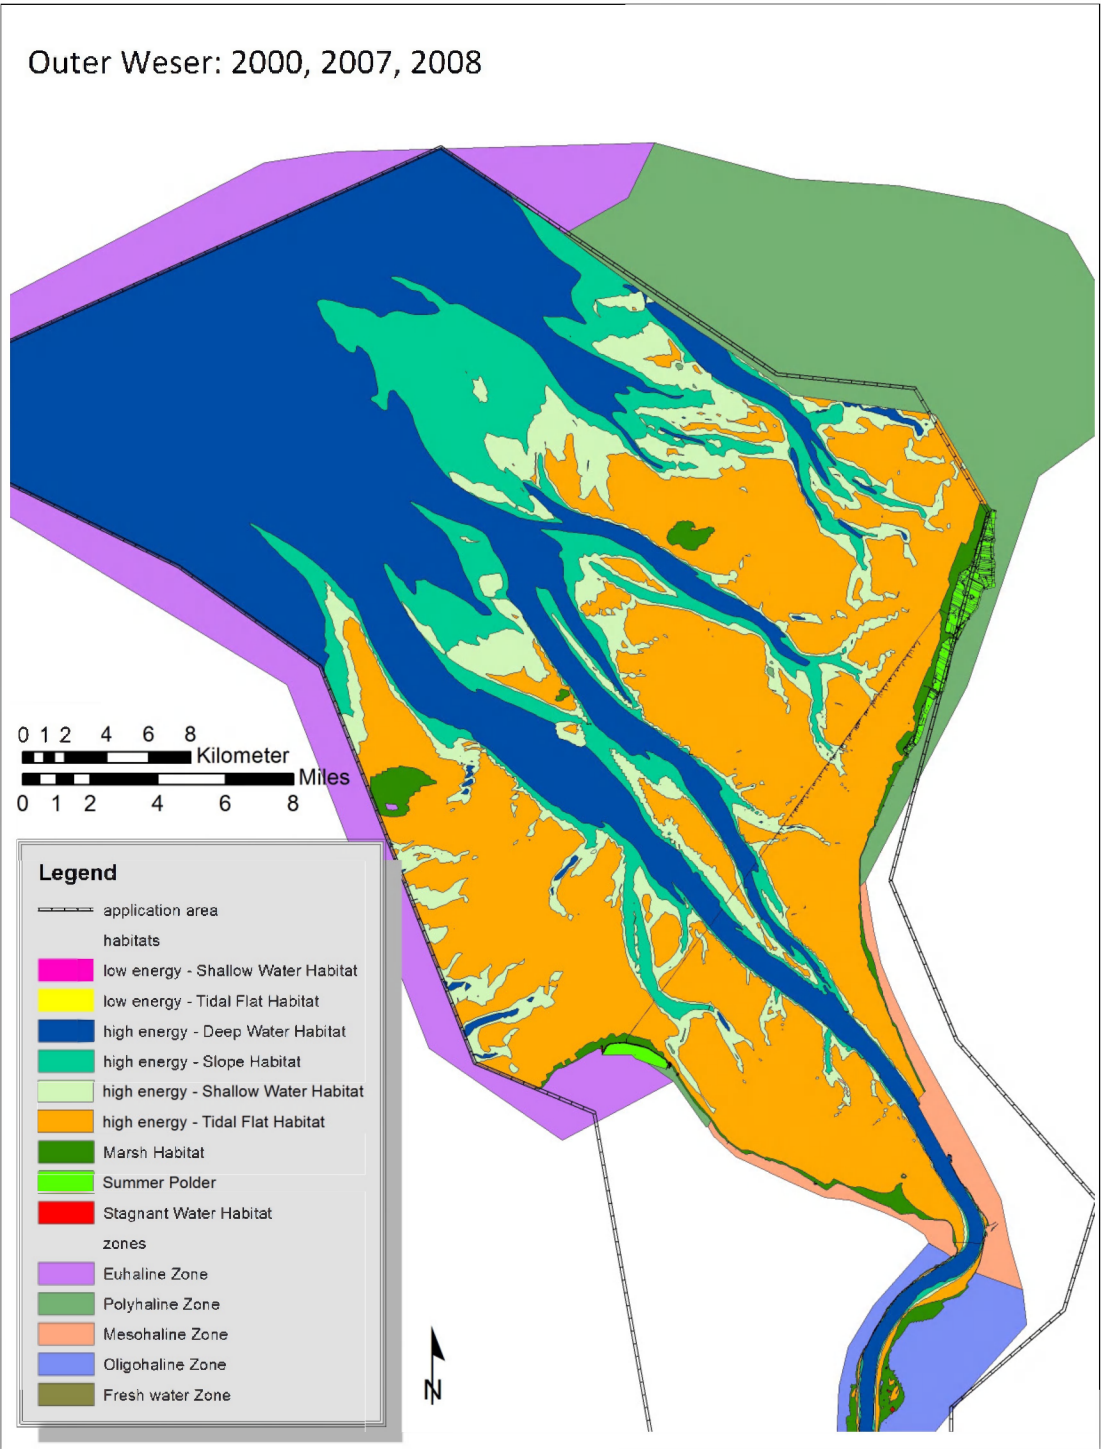 Outer Weser: 2000, 2007, 2008
0 1 2 4 6 8
Kilometer
Miles
0 1 2 4 6 8
Legend
application area
habitats
low energy - Shallow Water Habitat
low energy - Tidal Flat Habitat
high energy - Deep Water Habitat
high energy - Slope Habitat
high energy - Shallow Water Habitat
high energy - Tidal Flat Habitat
Marsh Habitat
Summer Polder
Stagnant Water Habitat
zones
Euhaline Zone
Polyhaline Zone
Mesohaline Zone
Oligohaline Zone
Fresh water Zone
N